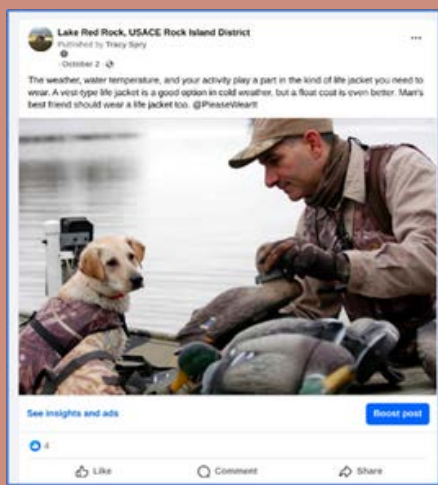 Lake Red Rock, USACE Rock Island District
Published by Tracy Spry
· October 2 ·
The weather, water temperature, and your activity play a part in the kind of life jacket you need to
wear. A vest-type life jacket is a good option in cold weather, but a float coat is even better. Man's
best friend should wear a life jacket too. @PleaseWearIt
See insights and ads
Boost post
4
Like
Comment
Share